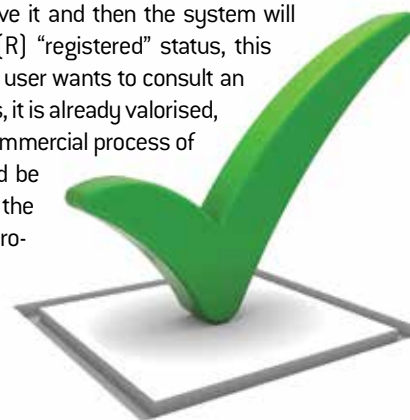 ve it and then the system will
(R] “registered” status, this
user wants to consult an
s, it is already valorised,
mmercial process of
d be
the
ro-